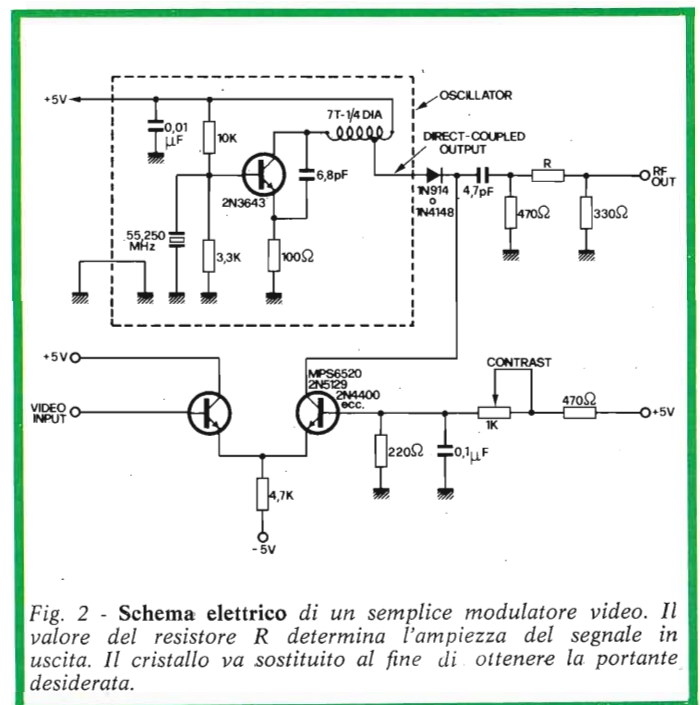 +5V
OSCILLATOR
7T-1/4 DIA
DIRECT-COUPLED
OUTPUT
0,01
μF
10K
6,8pF
2N3643
1N914
o
1N4148
4,7pF
R
RF
OUT
470Ω
330Ω
55,250
MHz
3,3K
100Ω
+5V
VIDEO
INPUT
MPS6520
2N5129
2N4400
ecc.
CONTRAST
1K
470Ω
+5V
220Ω
0,1μF
4,7K
-5V
Fig. 2 - Schema elettrico di un semplice modulatore video. Il
valore del resistore R determina l'ampiezza del segnale in
uscita. Il cristallo va sostituito al fine di ottenere la portante
desiderata.